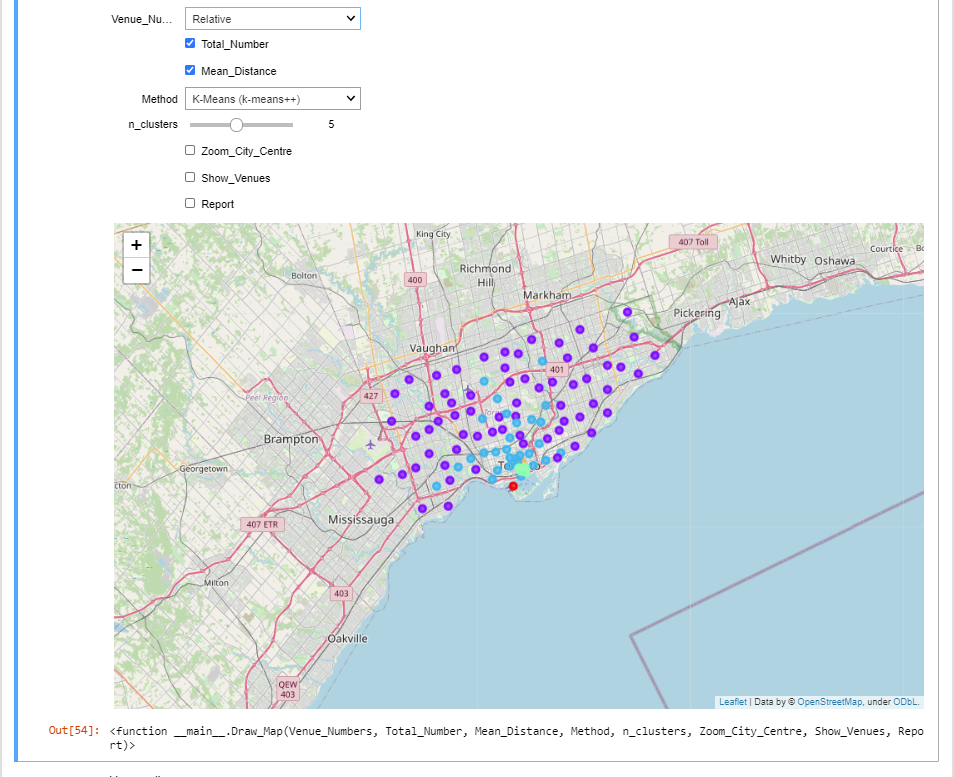 Venue_Nu...
Relative
Total_Number
Mean_Distance
Method
K-Means (k-means++)
n_clusters
5
Zoom_City_Centre
Show_Venues
Report
+
−
King City
407 Toll
Courtice
Whitby
Oshawa
Bolton
400
Richmond
Hill
Markham
Ajax
Pickering
Vaughan
401
427
Peel Region
Brampton
Georgetown
cton
407 ETR
Mississauga
Milton
403
Oakville
QEW
403
Leaflet | Data by © OpenStreetMap, under ODbL.
Out[54]: <function __main__.Draw_Map(Venue_Numbers, Total_Number, Mean_Distance, Method, n_clusters, Zoom_City_Centre, Show_Venues, Repo
rt)>